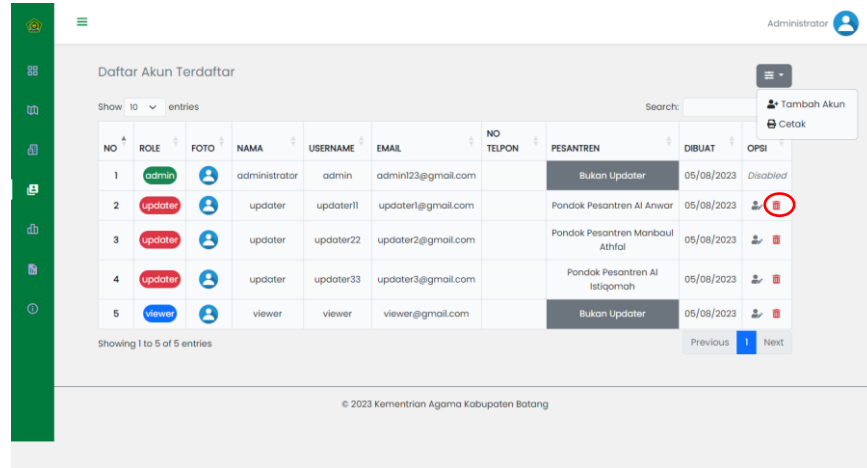 Administrator
Daftar Akun Terdaftar
Show 10 entries
Search:
Tambah Akun
Cetak
NO ROLE FOTO NAMA USERNAME EMAIL NO TELPON PESANTREN DIBUAT OPSI
1 admin administrator admin admin123@gmail.com Bukan Updater 05/08/2023 Disabled
2 updater updater updater11 updater1@gmail.com Pondok Pesantren Al Anwar 05/08/2023
3 updater updater updater22 updater2@gmail.com Pondok Pesantren Manbaul Athfal 05/08/2023
4 updater updater updater33 updater3@gmail.com Pondok Pesantren Al Istiqomah 05/08/2023
5 viewer viewer viewer viewer@gmail.com Bukan Updater 05/08/2023
Showing 1 to 5 of 5 entries
Previous 1 Next
© 2023 Kementrian Agama Kabupaten Batang